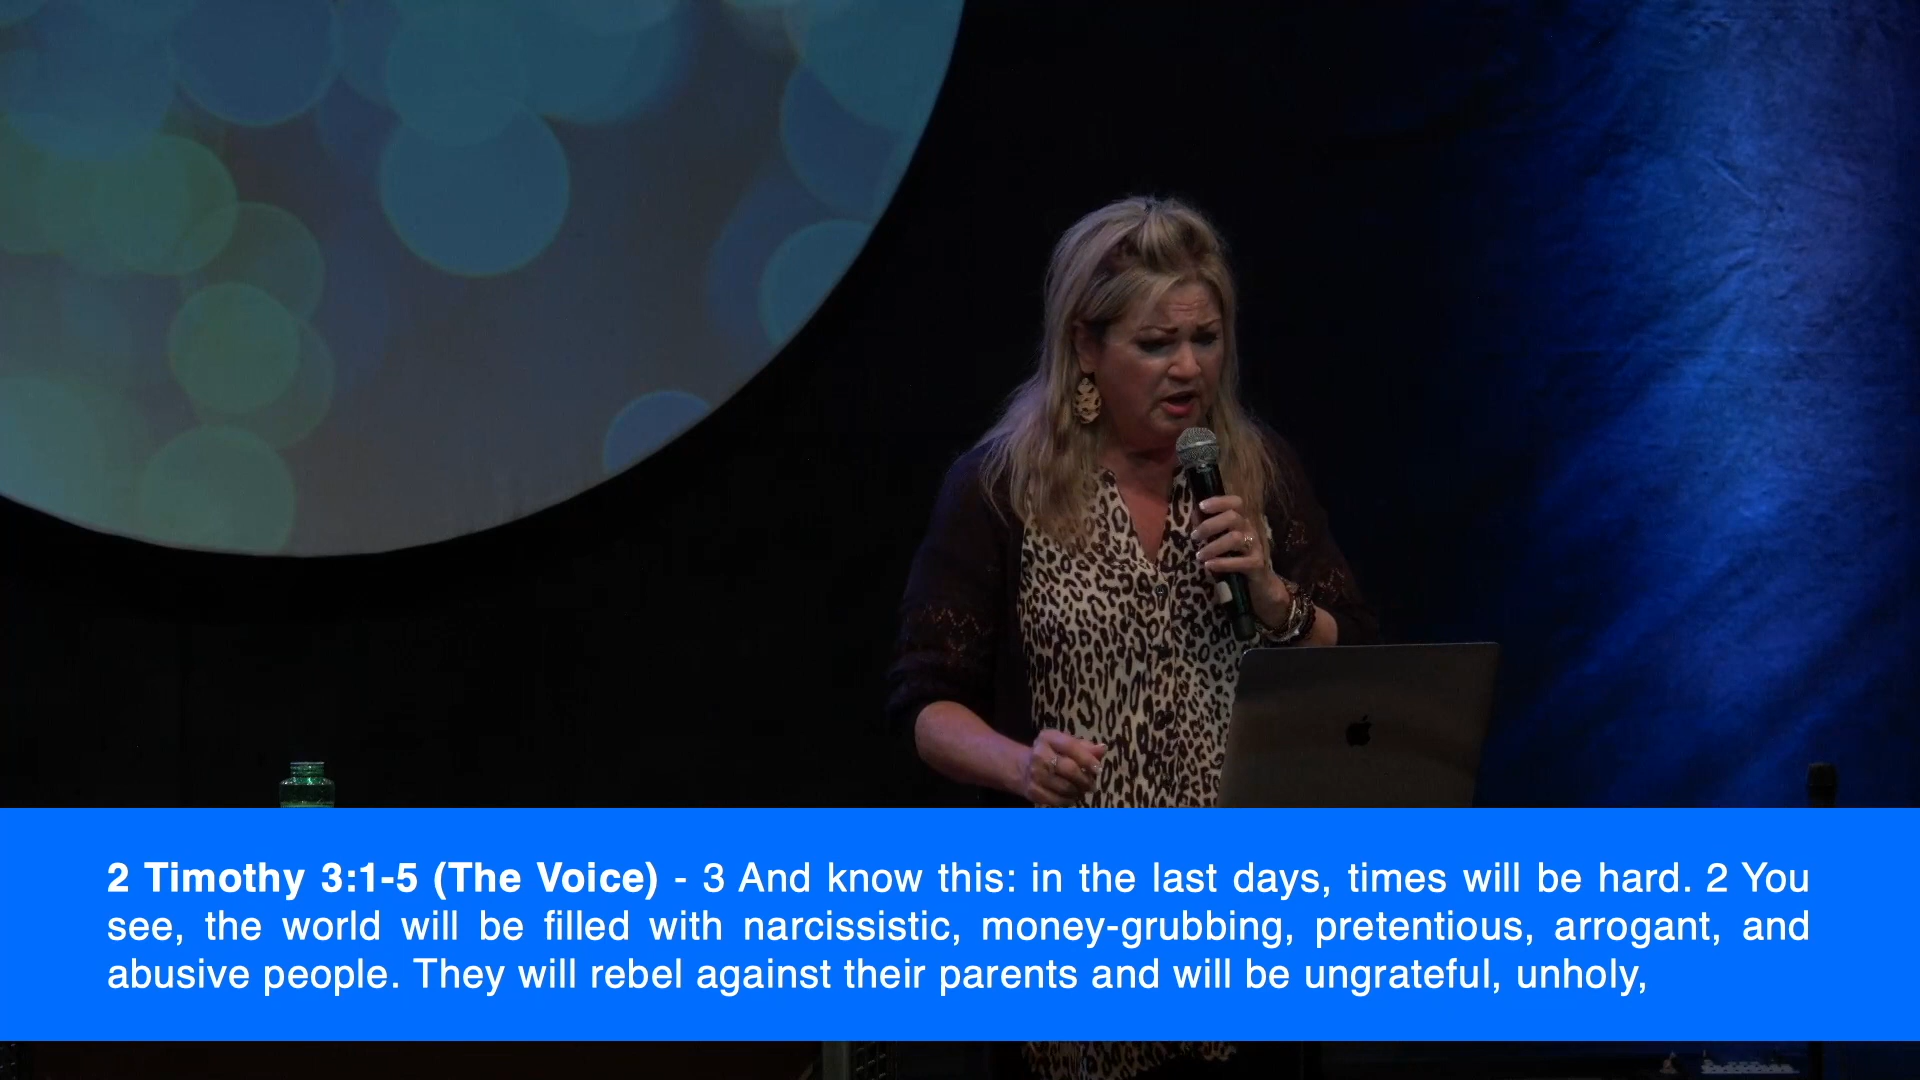 2 Timothy 3:1-5 (The Voice) - 3 And know this: in the last days, times will be hard. 2 You
see, the world will be filled with narcissistic, money-grubbing, pretentious, arrogant, and
abusive people. They will rebel against their parents and will be ungrateful, unholy,